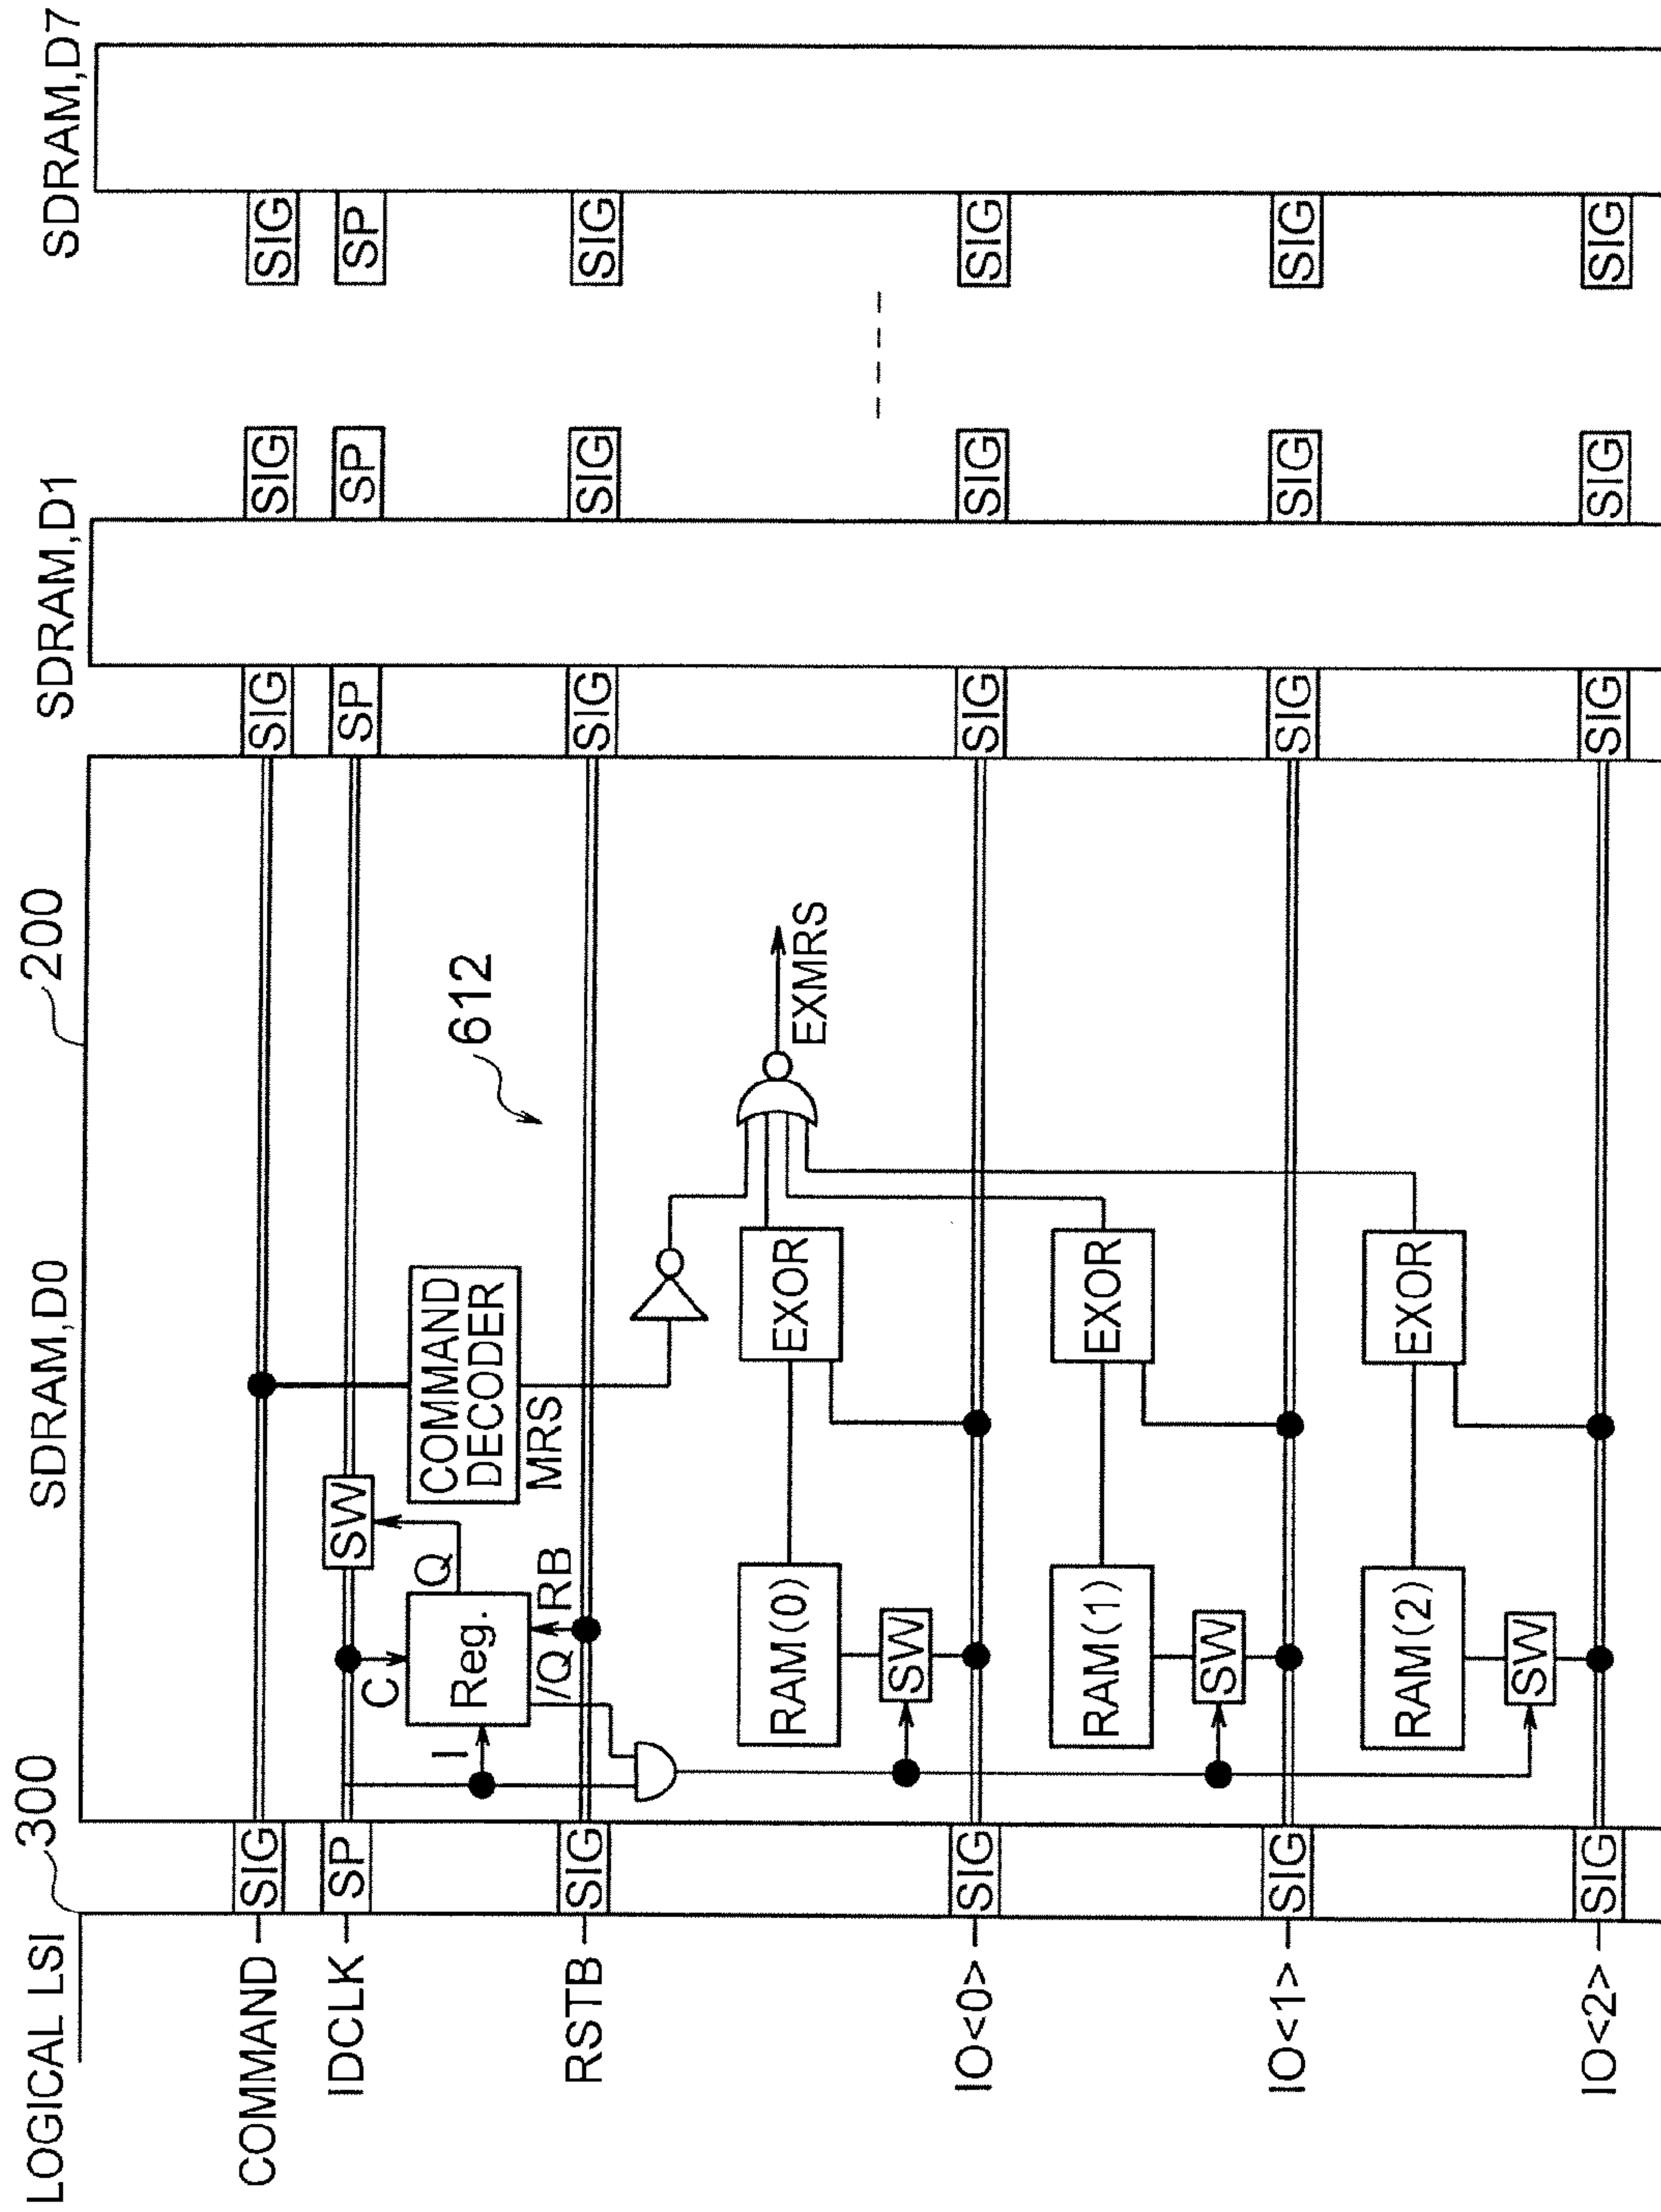 LOGICAL LSI
300
SDRAM,D0
200
SDRAM,D1
SDRAM,D7
COMMAND
SIG
SIG
SIG
SIG
IDCLK
SP
SW
SP
SP
SP
C
I
Reg.
Q
/Q
RB
COMMAND
DECODER
MRS
612
RSTB
SIG
SIG
SIG
SIG
RAM(0)
EXOR
EXMRS
SW
IO<0>
SIG
SIG
SIG
SIG
RAM(1)
EXOR
SW
IO<1>
SIG
SIG
SIG
SIG
RAM(2)
EXOR
SW
IO<2>
SIG
SIG
SIG
SIG